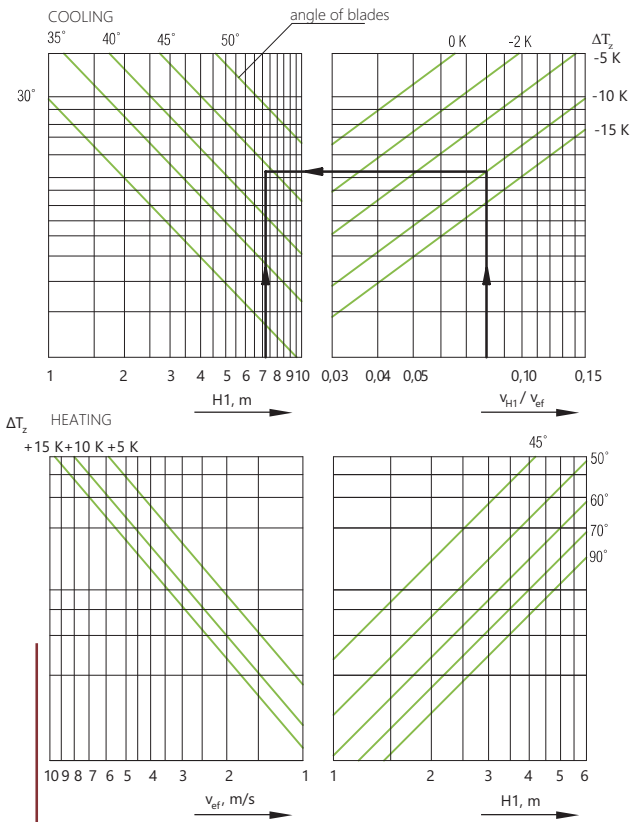 COOLING
angle of blades
35° 40° 45° 50°
30°
0 K -2 K ΔTz
-5 K
-10 K
-15 K
1 2 3 4 5 6 7 8 9 10
H1, m
0,03 0,04 0,05 0,10 0,15
vH1 / vef
ΔTz HEATING
+15 K +10 K +5 K
45°
50°
60°
70°
90°
10 9 8 7 6 5 4 3 2 1
vef, m/s
1 2 3 4 5 6
H1, m